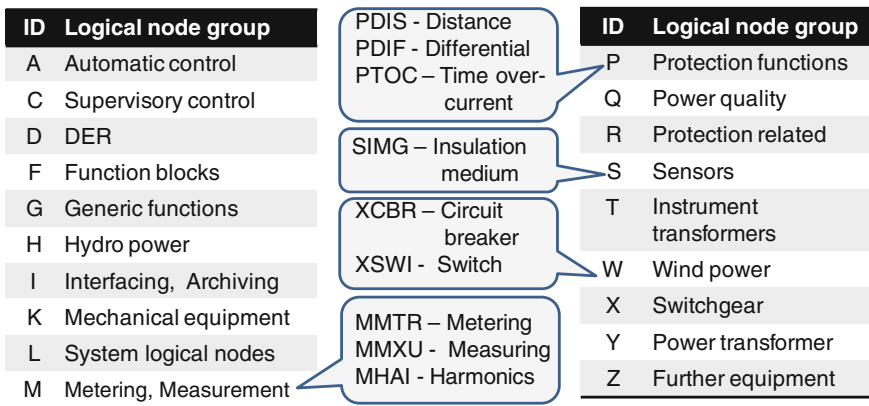 ID Logical node group
A Automatic control
C Supervisory control
D DER
F Function blocks
G Generic functions
H Hydro power
I Interfacing, Archiving
K Mechanical equipment
L System logical nodes
M Metering, Measurement
PDIS - Distance
PDIF - Differential
PTOC – Time over-
current
SIMG – Insulation
medium
XCBR – Circuit
breaker
XSWI - Switch
MMTR – Metering
MMXU - Measuring
MHAI - Harmonics
ID Logical node group
P Protection functions
Q Power quality
R Protection related
S Sensors
T Instrument
transformers
W Wind power
X Switchgear
Y Power transformer
Z Further equipment